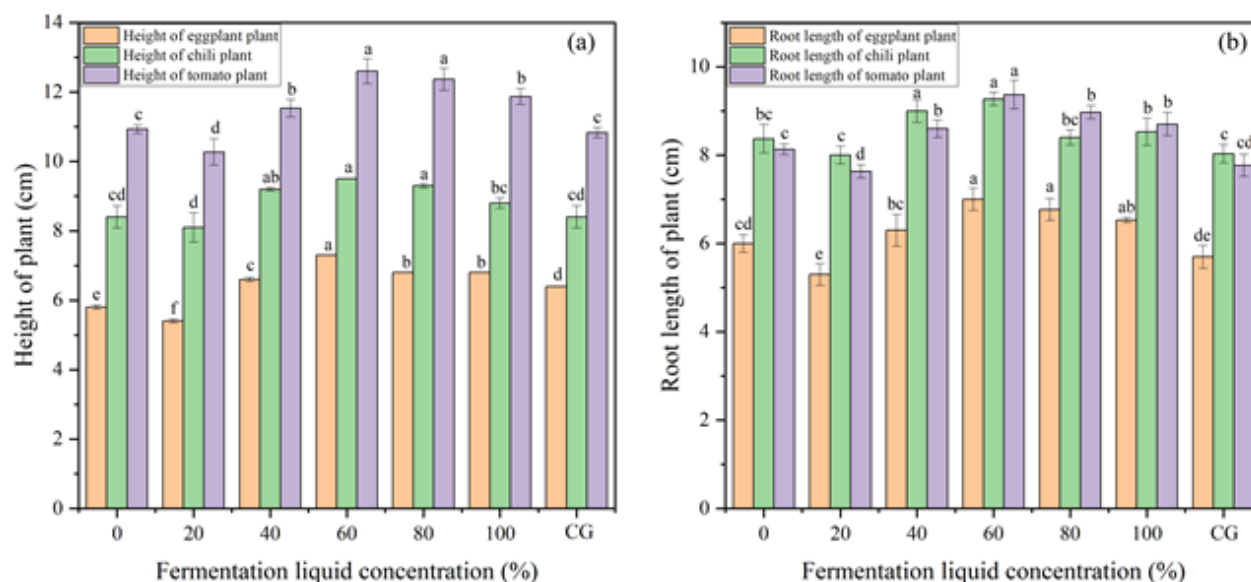 14
12
10
8
6
4
2
0
Height of plant (cm)
Height of eggplant plant
Height of chili plant
Height of tomato plant
(a)
e cd c
f d d
c ab b
a a a
b a a
b bc b
d cd c
0 20 40 60 80 100 CG
Fermentation liquid concentration (%)
10
8
6
4
2
0
Root length of plant (cm)
Root length of eggplant plant
Root length of chili plant
Root length of tomato plant
(b)
cd bc c
e c d
bc a b
a a a
a bc b
ab b b
de c cd
0 20 40 60 80 100 CG
Fermentation liquid concentration (%)